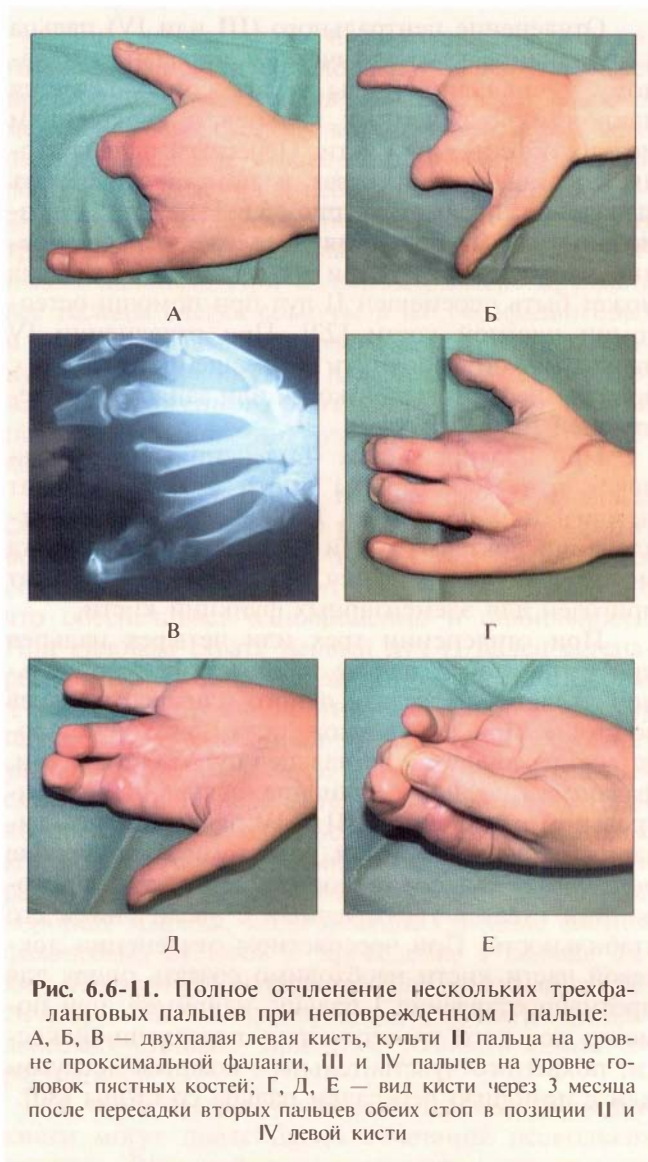 А
Б
В
Г
Д
Е
Рис. 6.6-11. Полное отчленение нескольких трехфа-
ланговых пальцев при неповрежденном I пальце:
А, Б, В — двухпалая левая кисть, культи II пальца на уров-
не проксимальной фаланги, III и IV пальцев на уровне го-
ловок пястных костей; Г, Д, Е — вид кисти через 3 месяца
после пересадки вторых пальцев обеих стоп в позиции II и
IV левой кисти